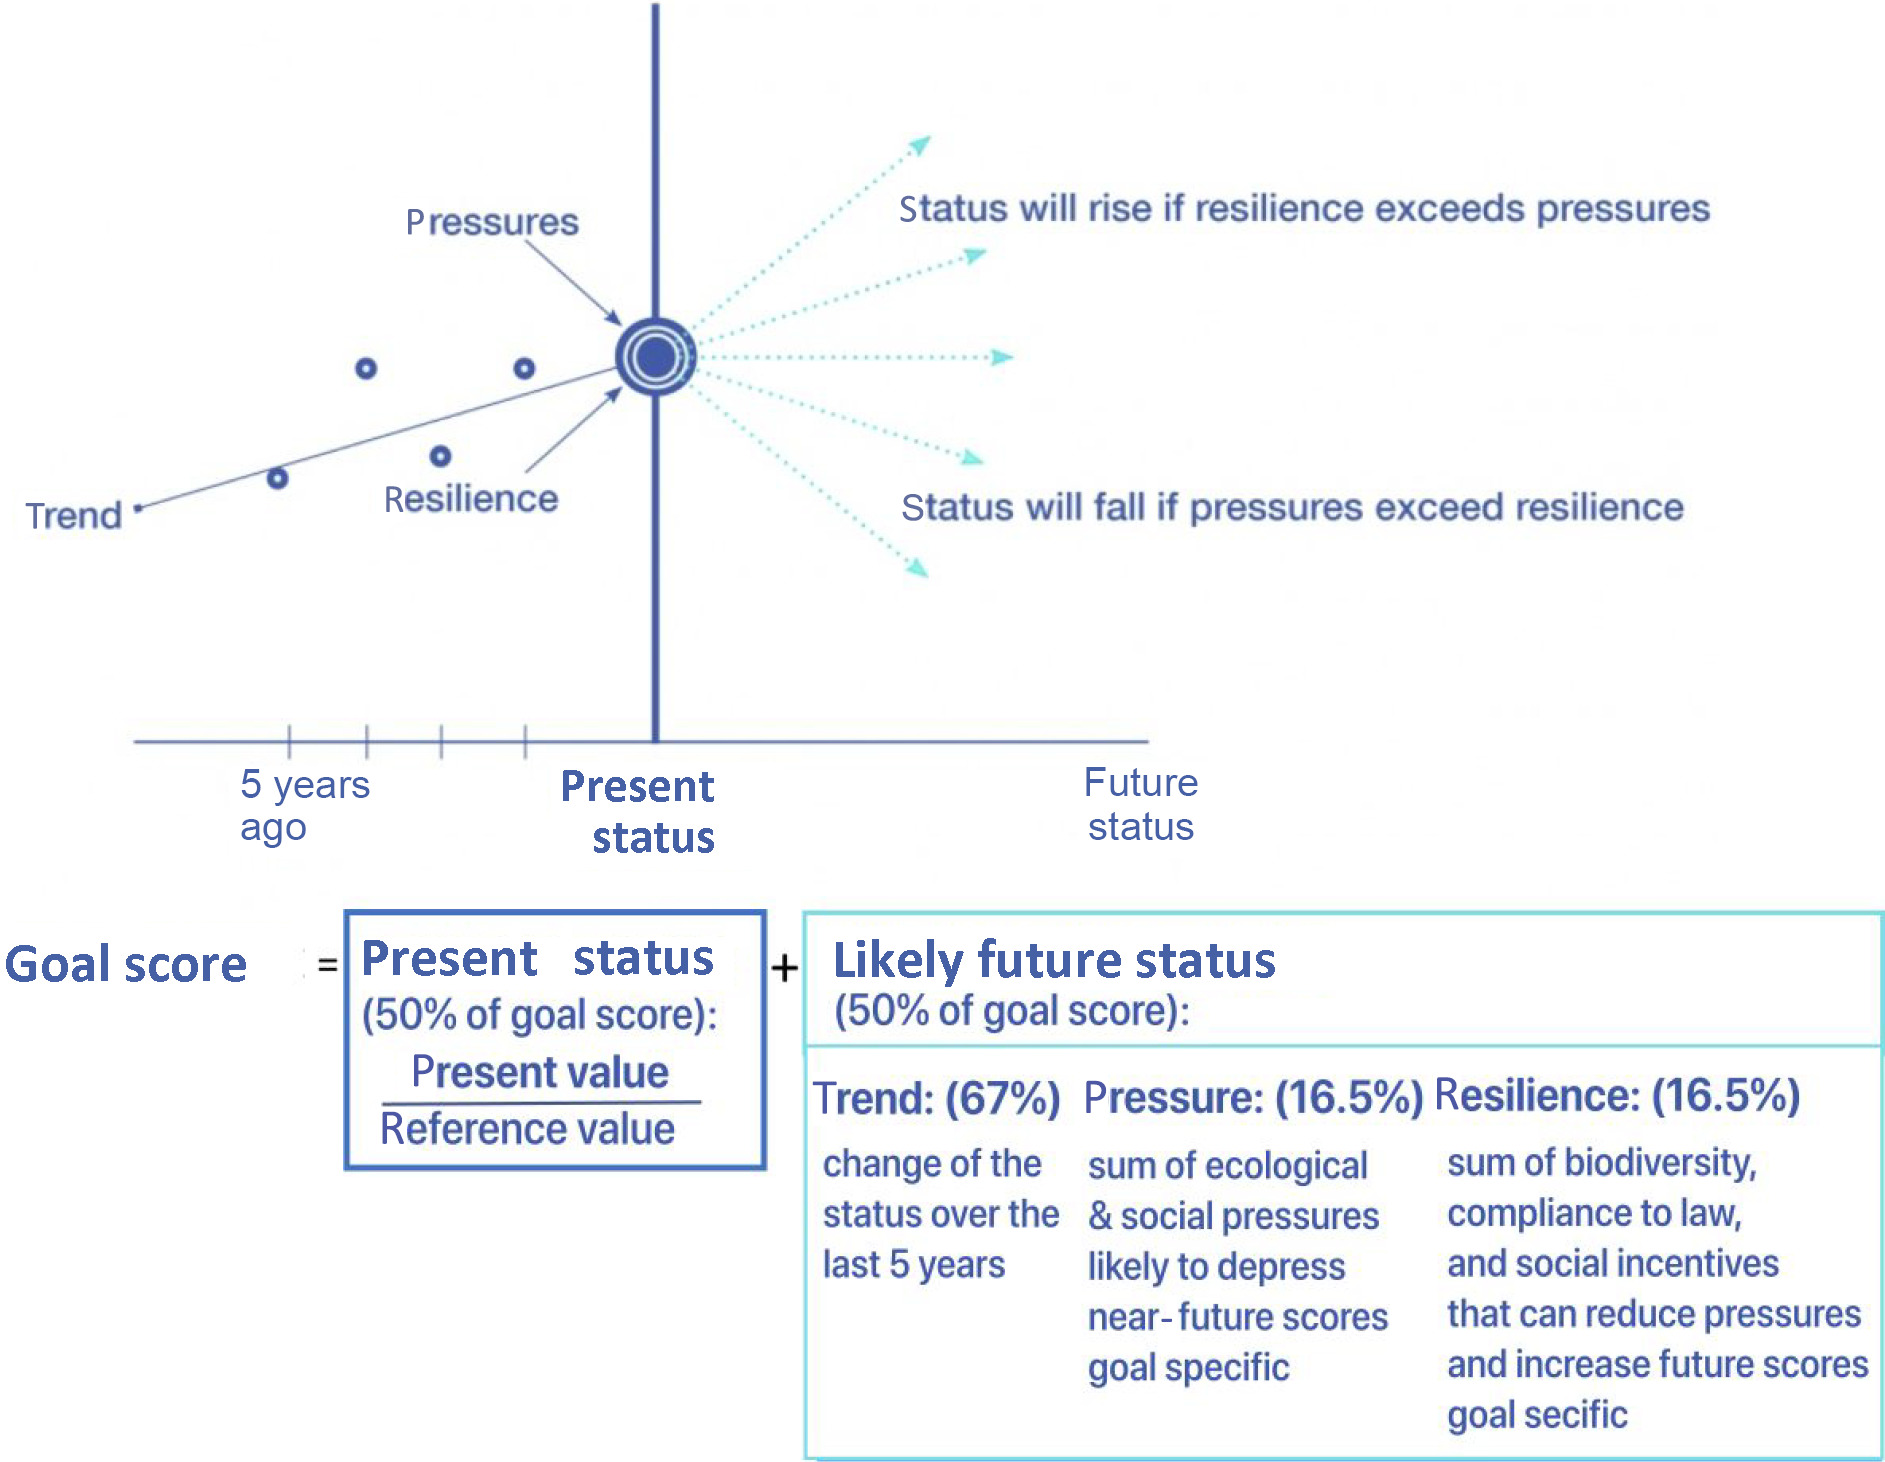 Pressures
Status will rise if resilience exceeds pressures
Trend
Resilience
Status will fall if pressures exceed resilience
5 years
ago
Present
status
Future
status
Goal score = Present status + Likely future status
(50% of goal score):
Present value
Reference value
(50% of goal score):
Trend: (67%)
change of the
status over the
last 5 years
Pressure: (16.5%)
sum of ecological
& social pressures
likely to depress
near-future scores
goal specific
Resilience: (16.5%)
sum of biodiversity,
compliance to law,
and social incentives
that can reduce pressures
and increase future scores
goal secific